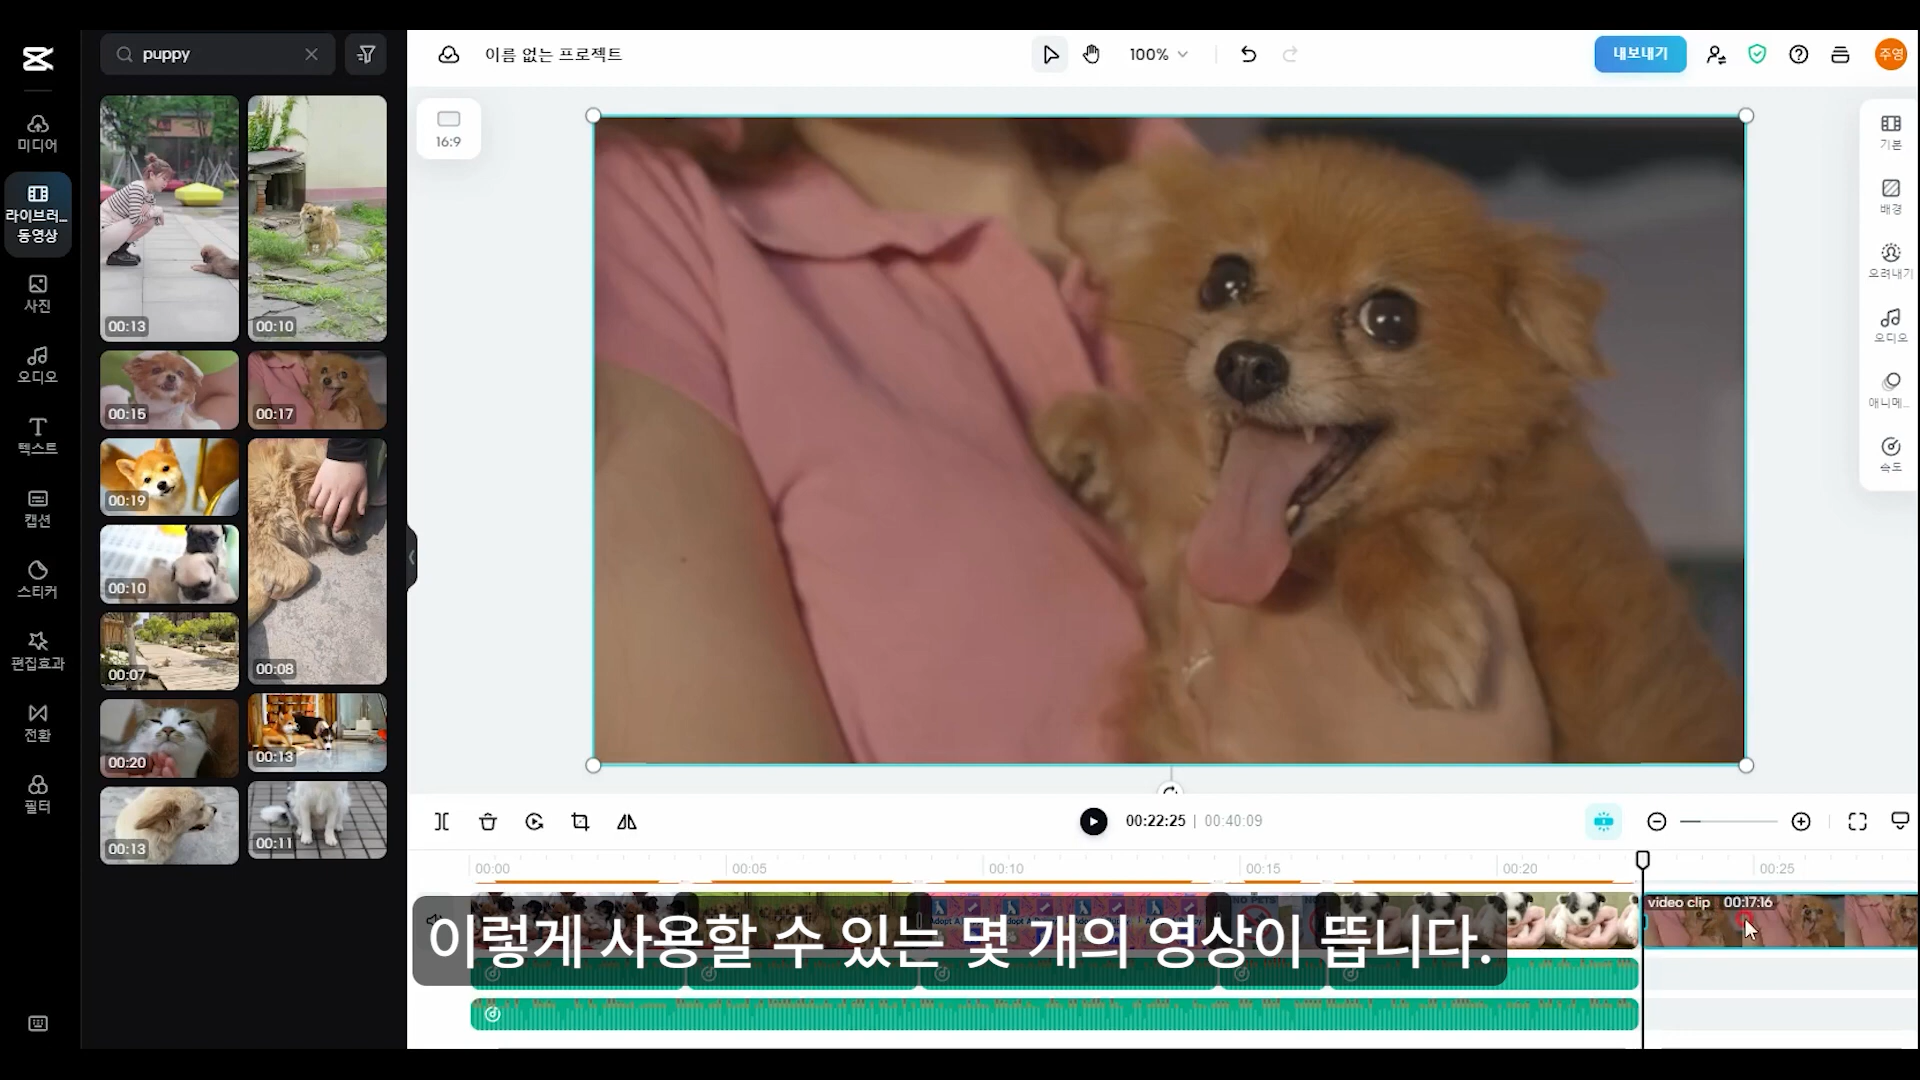 puppy
이름 없는 프로젝트
100%
내보내기
주영
미디어
라이브러...
동영상
사진
오디오
텍스트
캡션
스티커
편집효과
전환
필터
00:13
00:10
00:15
00:17
00:19
00:10
00:08
00:07
00:20
00:13
00:13
00:11
16:9
기본
배경
오려내기
오디오
애니메...
속도
00:22:25 | 00:40:09
00:00
00:05
00:10
00:15
00:20
00:25
video clip 00:17:16
이렇게 사용할 수 있는 몇 개의 영상이 뜹니다.